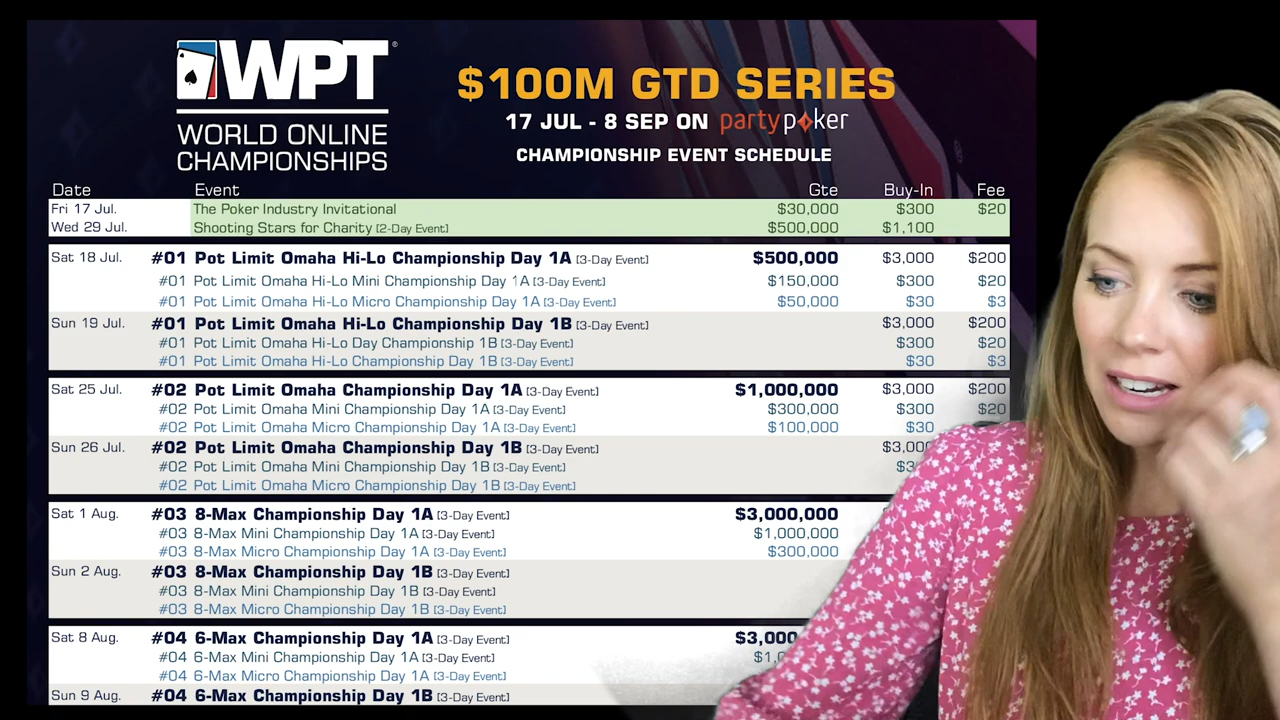 WPT®
WORLD ONLINE
CHAMPIONSHIPS
$100M GTD SERIES
17 JUL - 8 SEP ON partypoker
CHAMPIONSHIP EVENT SCHEDULE
Date Event Gte Buy-In Fee
Fri 17 Jul. The Poker Industry Invitational $30,000 $300 $20
Wed 29 Jul. Shooting Stars for Charity [2-Day Event] $500,000 $1,100
Sat 18 Jul. #01 Pot Limit Omaha Hi-Lo Championship Day 1A [3-Day Event] $500,000 $3,000 $200
#01 Pot Limit Omaha Hi-Lo Mini Championship Day 1A [3-Day Event] $150,000 $300 $20
#01 Pot Limit Omaha Hi-Lo Micro Championship Day 1A [3-Day Event] $50,000 $30 $3
Sun 19 Jul. #01 Pot Limit Omaha Hi-Lo Championship Day 1B [3-Day Event] $3,000 $200
#01 Pot Limit Omaha Hi-Lo Day Championship 1B [3-Day Event] $300 $20
#01 Pot Limit Omaha Hi-Lo Championship Day 1B [3-Day Event] $30 $3
Sat 25 Jul. #02 Pot Limit Omaha Championship Day 1A [3-Day Event] $1,000,000 $3,000 $200
#02 Pot Limit Omaha Mini Championship Day 1A [3-Day Event] $300,000 $300 $20
#02 Pot Limit Omaha Micro Championship Day 1A [3-Day Event] $100,000 $30
Sun 26 Jul. #02 Pot Limit Omaha Championship Day 1B [3-Day Event] $3,000
#02 Pot Limit Omaha Mini Championship Day 1B [3-Day Event]
#02 Pot Limit Omaha Micro Championship Day 1B [3-Day Event]
Sat 1 Aug. #03 8-Max Championship Day 1A [3-Day Event] $3,000,000
#03 8-Max Mini Championship Day 1A [3-Day Event] $1,000,000
#03 8-Max Micro Championship Day 1A [3-Day Event] $300,000
Sun 2 Aug. #03 8-Max Championship Day 1B [3-Day Event]
#03 8-Max Mini Championship Day 1B [3-Day Event]
#03 8-Max Micro Championship Day 1B [3-Day Event]
Sat 8 Aug. #04 6-Max Championship Day 1A [3-Day Event]
#04 6-Max Mini Championship Day 1A [3-Day Event]
#04 6-Max Micro Championship Day 1A [3-Day Event]
Sun 9 Aug. #04 6-Max Championship Day 1B [3-Day Event]